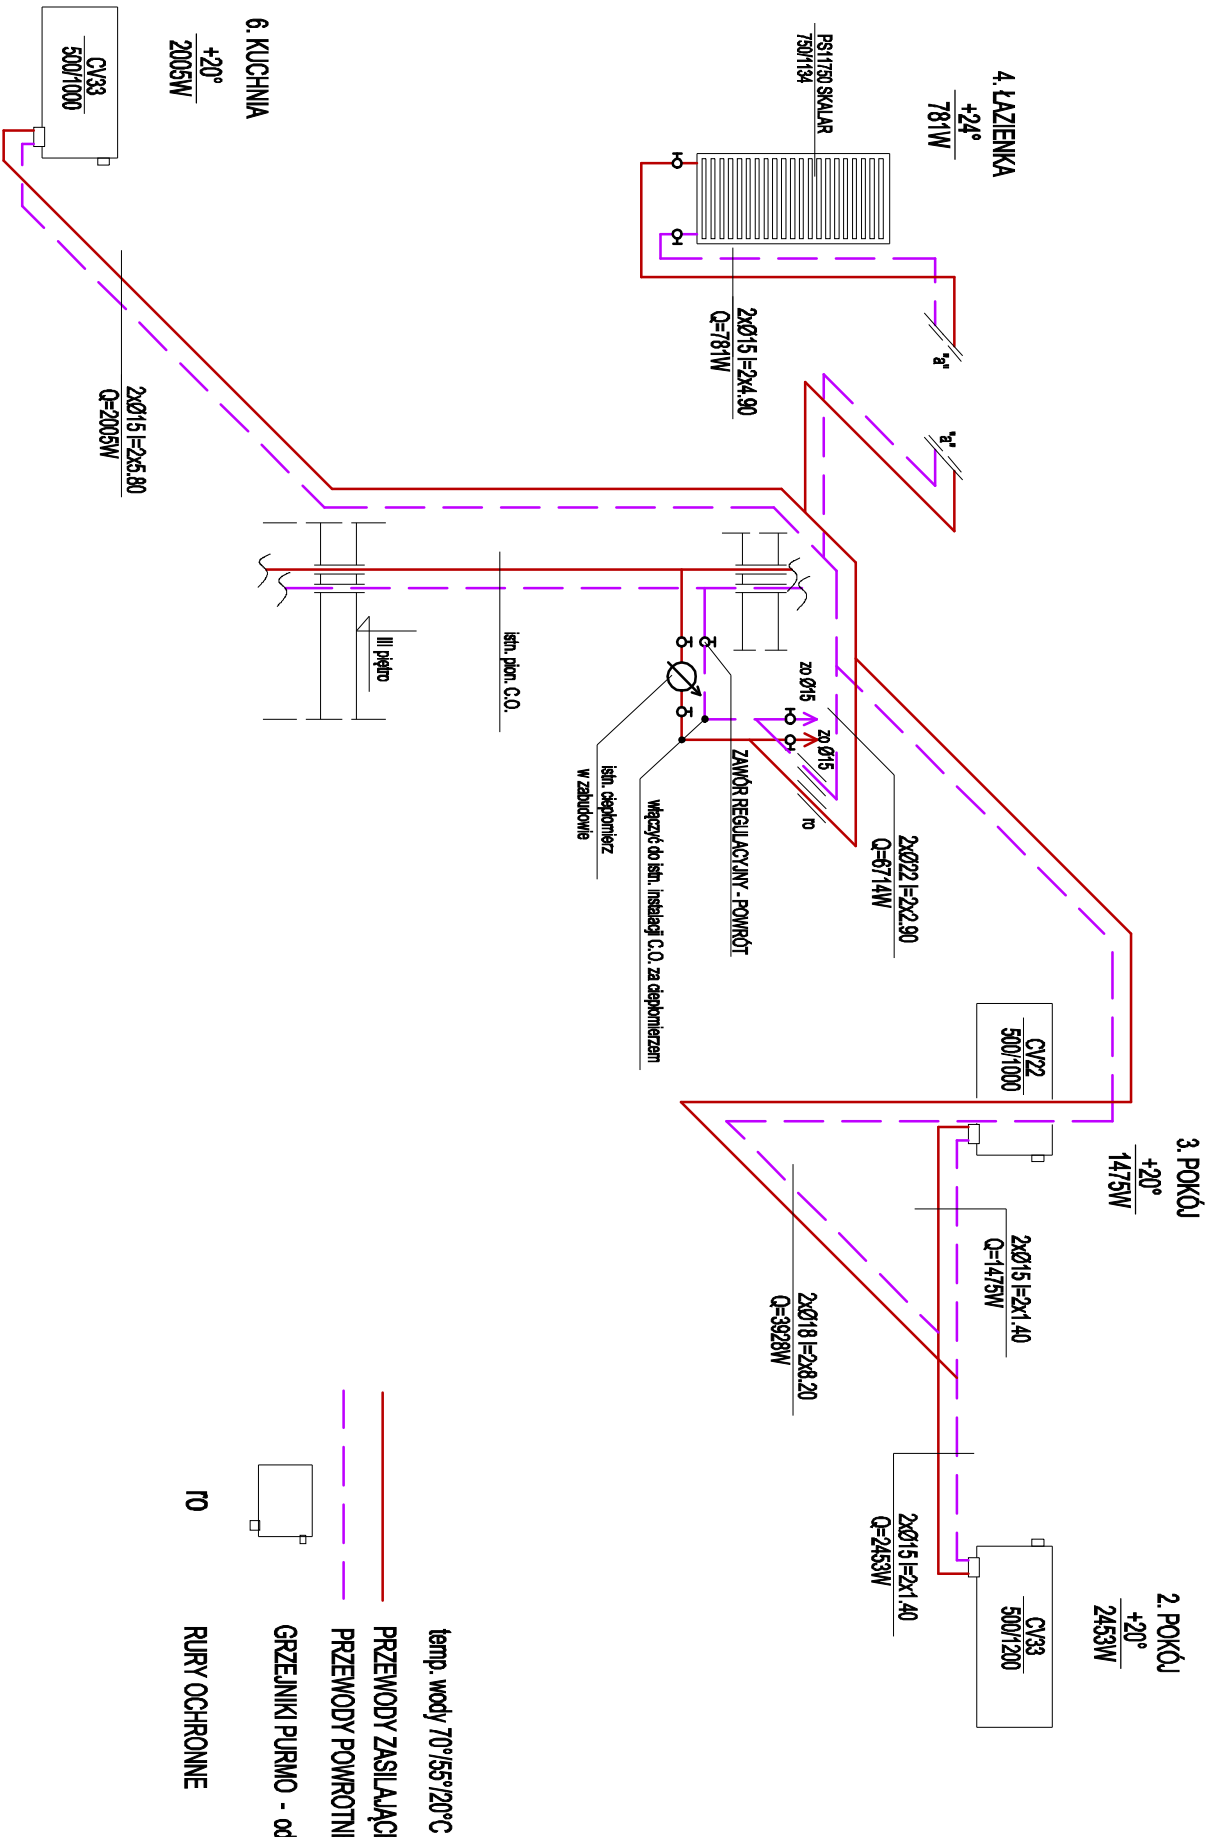 4. ŁAZIENKA
+24°
781W
PS11750 SKALAR
750/1134
2xØ15 l=2x4.90
Q=781W
"a"
"a"
6. KUCHNIA
+20°
2005W
CV33
500/1000
2xØ15 l=2x5.80
Q=2005W
III piętro
istn. pion. C.O.
zo Ø15
zo Ø15
ro
ZAWÓR REGULACYJNY - POWRÓT
włączyć do istn. instalacji C.O. za ciepłomierzem
istn. ciepłomierz
w zabudowie
2xØ22 l=2x2.90
Q=6714W
3. POKÓJ
+20°
1475W
CV22
500/1000
2xØ15 l=2x1.40
Q=1475W
2xØ18 l=2x8.20
Q=3928W
2. POKÓJ
+20°
2453W
CV33
500/1200
2xØ15 l=2x1.40
Q=2453W
temp. wody 70°/55°/20°C
PRZEWODY ZASILAJĄC
PRZEWODY POWROTN
GRZEJNIKI PURMO - od
ro RURY OCHRONNE